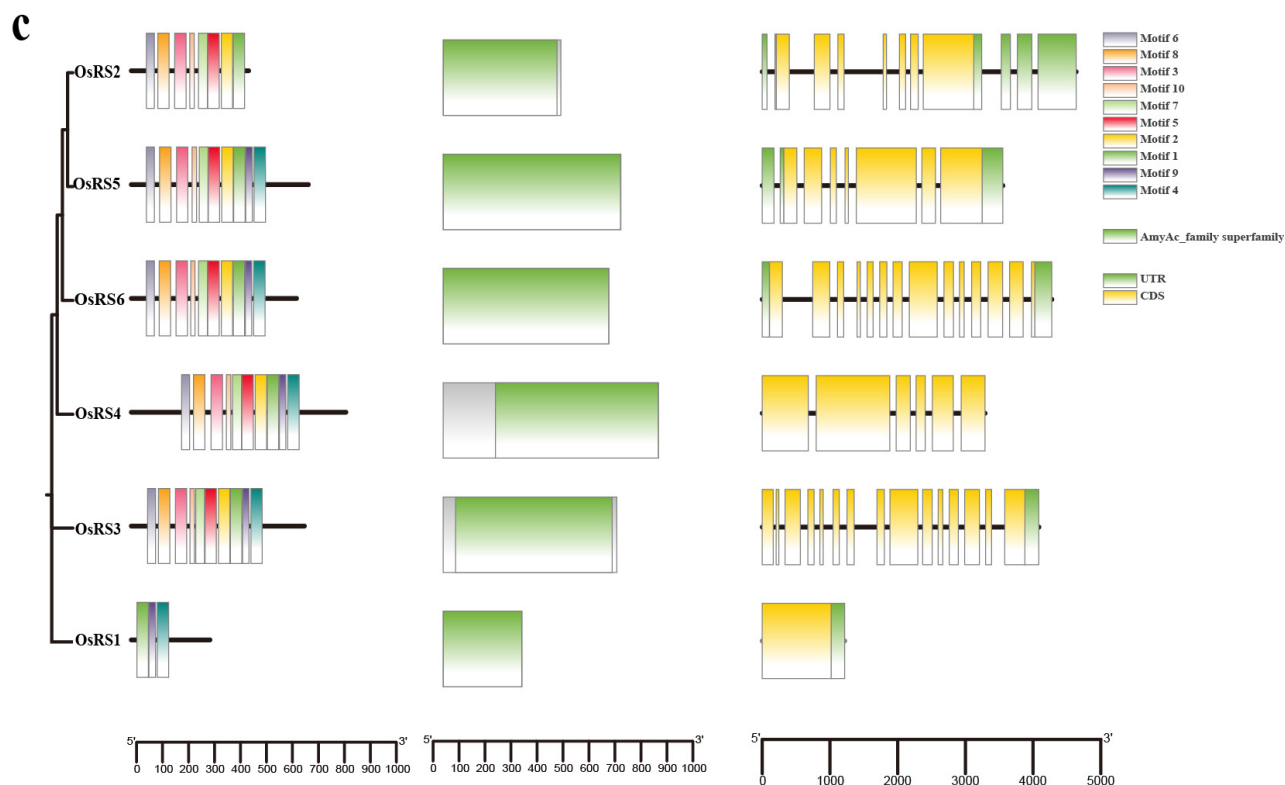 c
OsRS2
OsRS5
OsRS6
OsRS4
OsRS3
OsRS1
Motif 6
Motif 8
Motif 3
Motif 10
Motif 7
Motif 5
Motif 2
Motif 1
Motif 9
Motif 4
AmyAc_family superfamily
UTR
CDS
5' 3'
0 100 200 300 400 500 600 700 800 900 1000
5' 3'
0 100 200 300 400 500 600 700 800 900 1000
5' 3'
0 1000 2000 3000 4000 5000